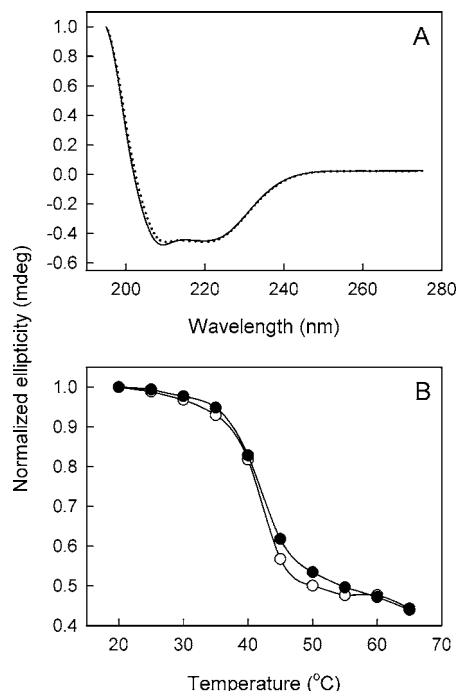 A
1.0
0.8
0.6
0.4
0.2
0.0
-0.2
-0.4
-0.6
200 220 240 260 280
Wavelength (nm)
Normalized ellipticity (mdeg)
B
1.0
0.9
0.8
0.7
0.6
0.5
0.4
20 30 40 50 60 70
Temperature (°C)